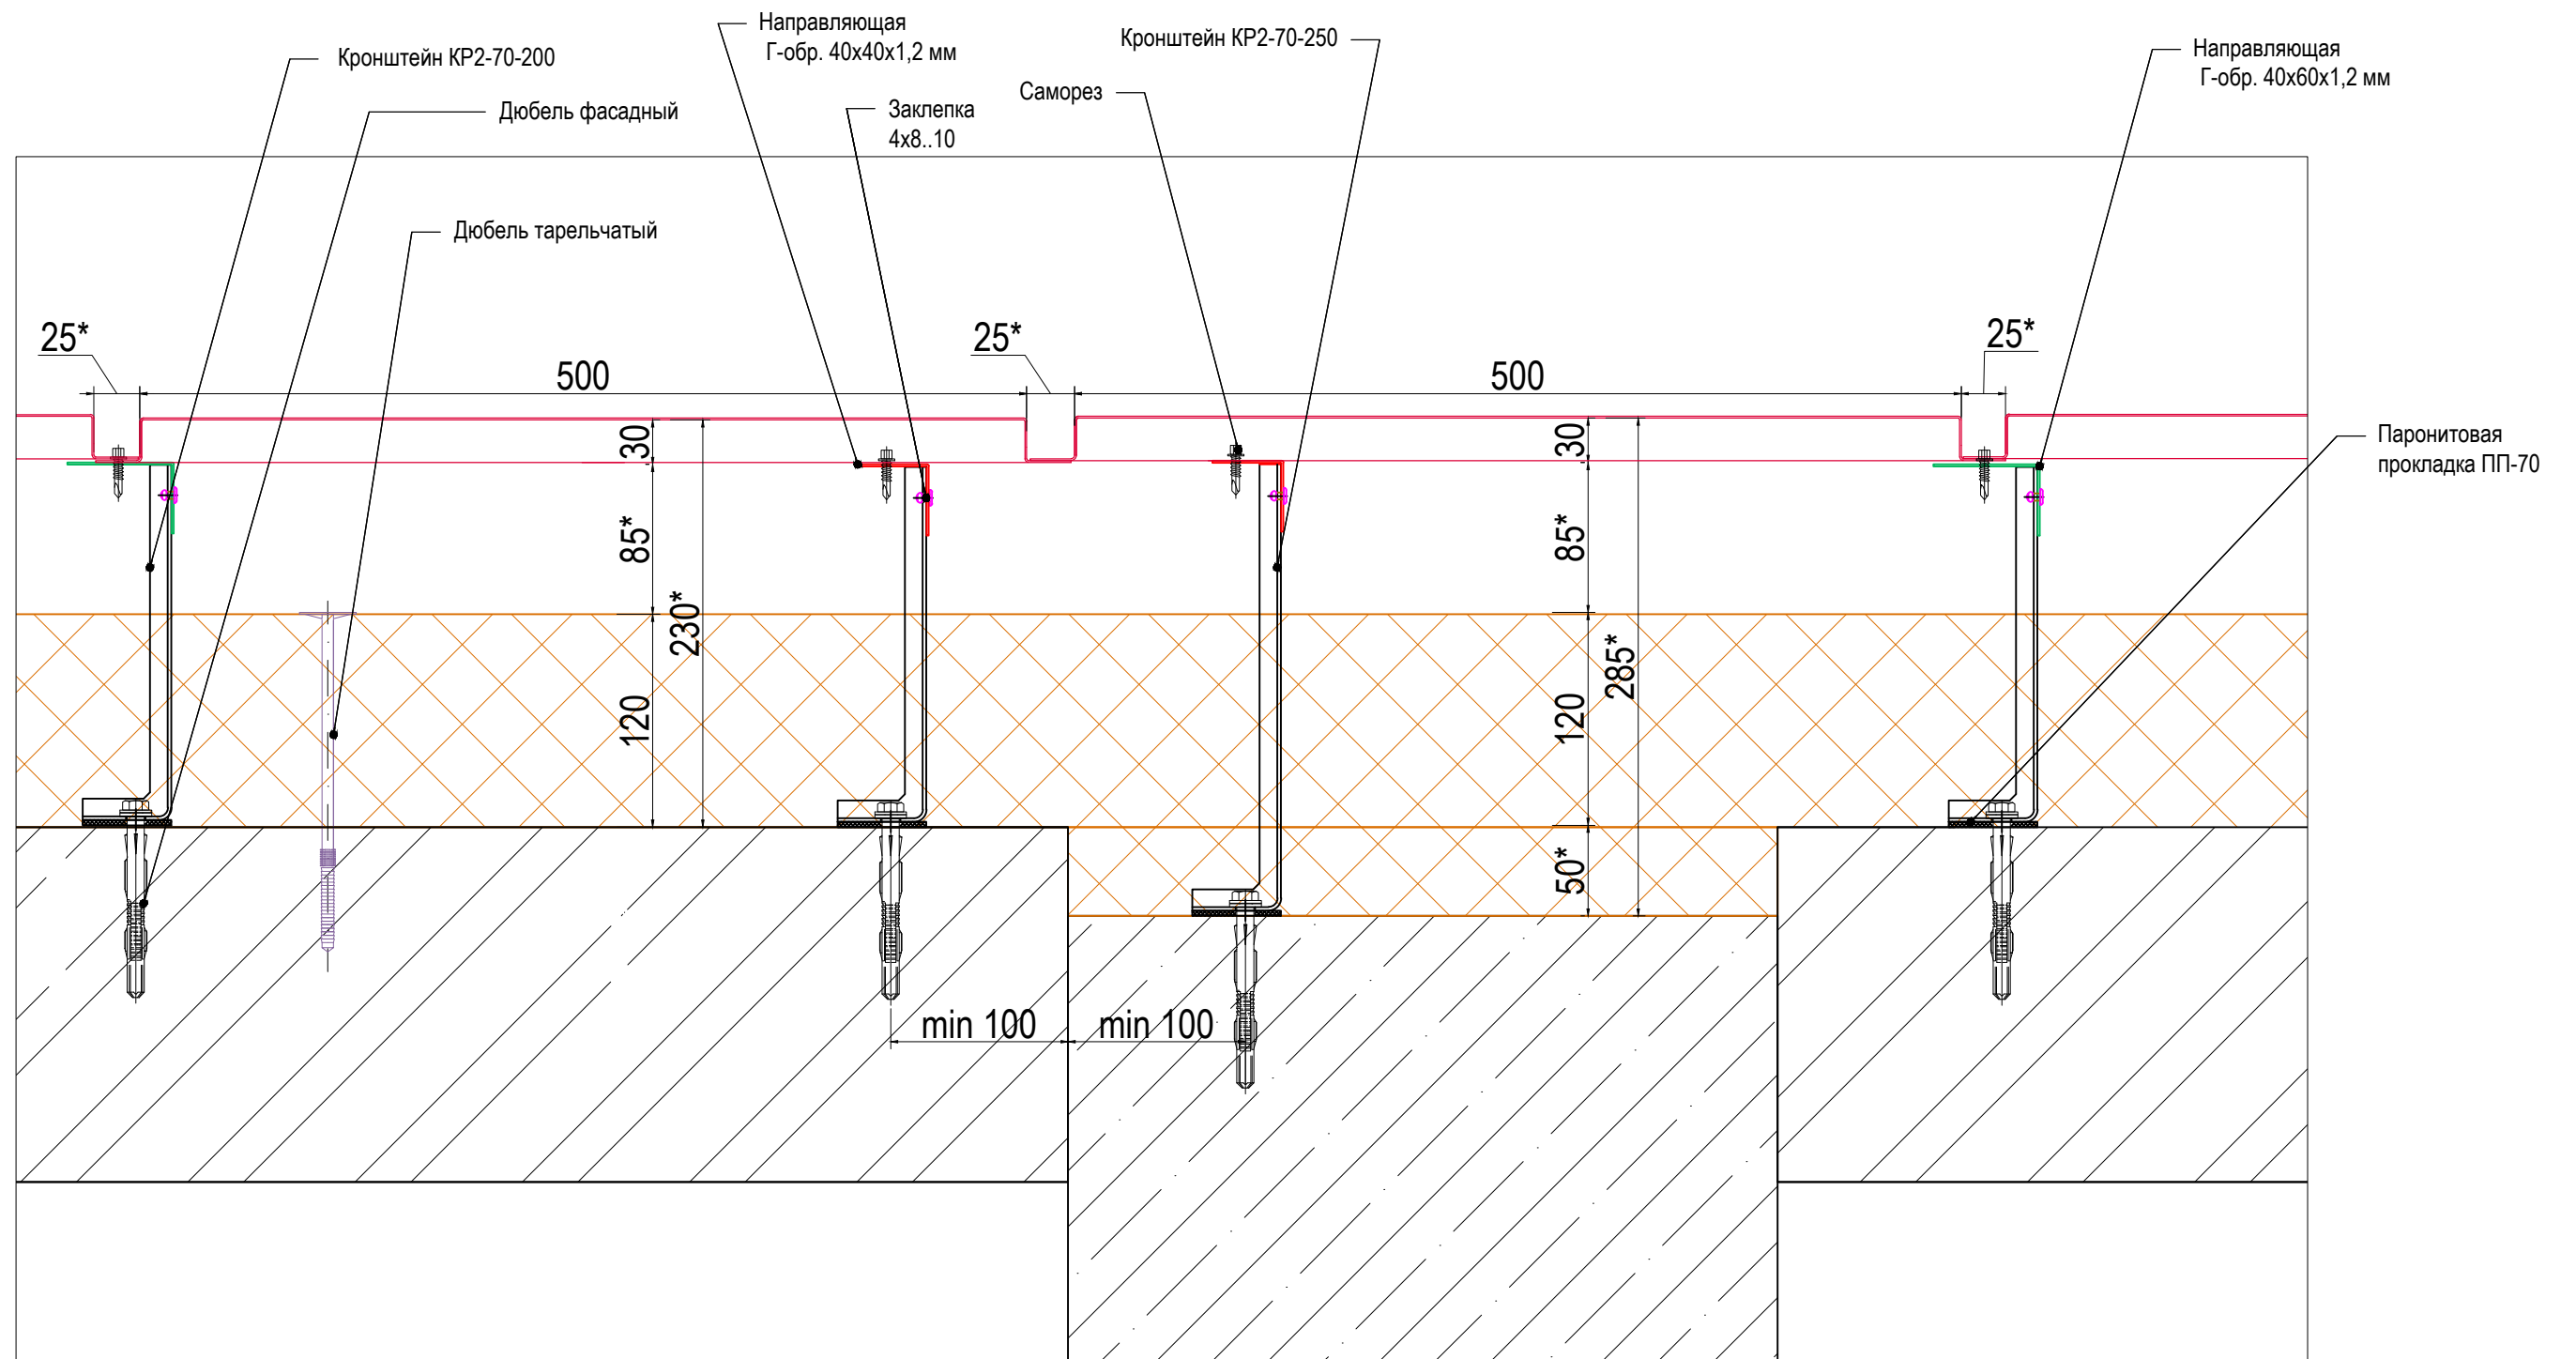 Направляющая
Г-обр. 40х40х1,2 мм
Кронштейн КР2-70-250
Направляющая
Г-обр. 40х60х1,2 мм
Кронштейн КР2-70-200
Саморез
Дюбель фасадный
Заклепка
4х8..10
Дюбель тарельчатый
25*
500
25*
500
25*
Паронитовая
прокладка ПП-70
30
85*
230*
120
30
85*
285*
120
50*
min 100
min 100